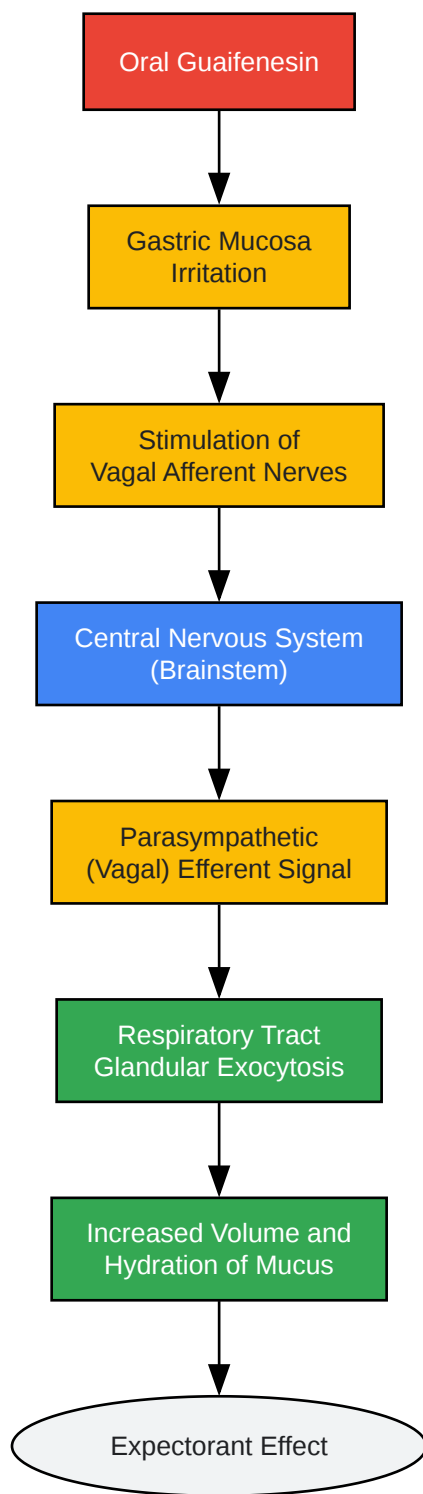 Oral Guaifenesin
Gastric Mucosa
Irritation
Stimulation of
Vagal Afferent Nerves
Central Nervous System
(Brainstem)
Parasympathetic
(Vagal) Efferent Signal
Respiratory Tract
Glandular Exocytosis
Increased Volume and
Hydration of Mucus
Expectorant Effect